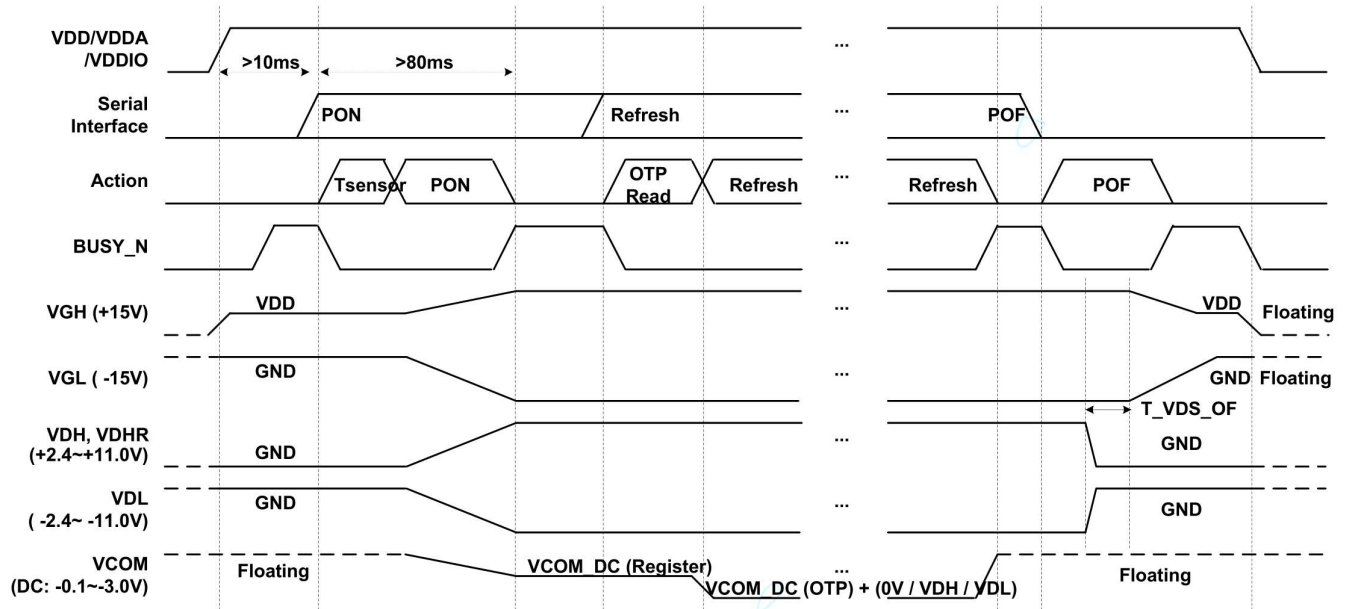 VDD/VDDA
/VDDIO
>10ms
>80ms
...
Serial
Interface
PON
Refresh
...
POF
Action
Tsensor
PON
OTP
Read
Refresh
...
Refresh
POF
BUSY_N
...
VGH (+15V)
VDD
...
VDD
Floating
VGL ( -15V)
GND
...
GND
Floating
T_VDS_OF
VDH, VDHR
(+2.4~+11.0V)
GND
...
GND
VDL
( -2.4~ -11.0V)
GND
...
GND
VCOM
(DC: -0.1~-3.0V)
Floating
VCOM_DC (Register)
...
VCOM_DC (OTP) + (0V / VDH / VDL)
Floating